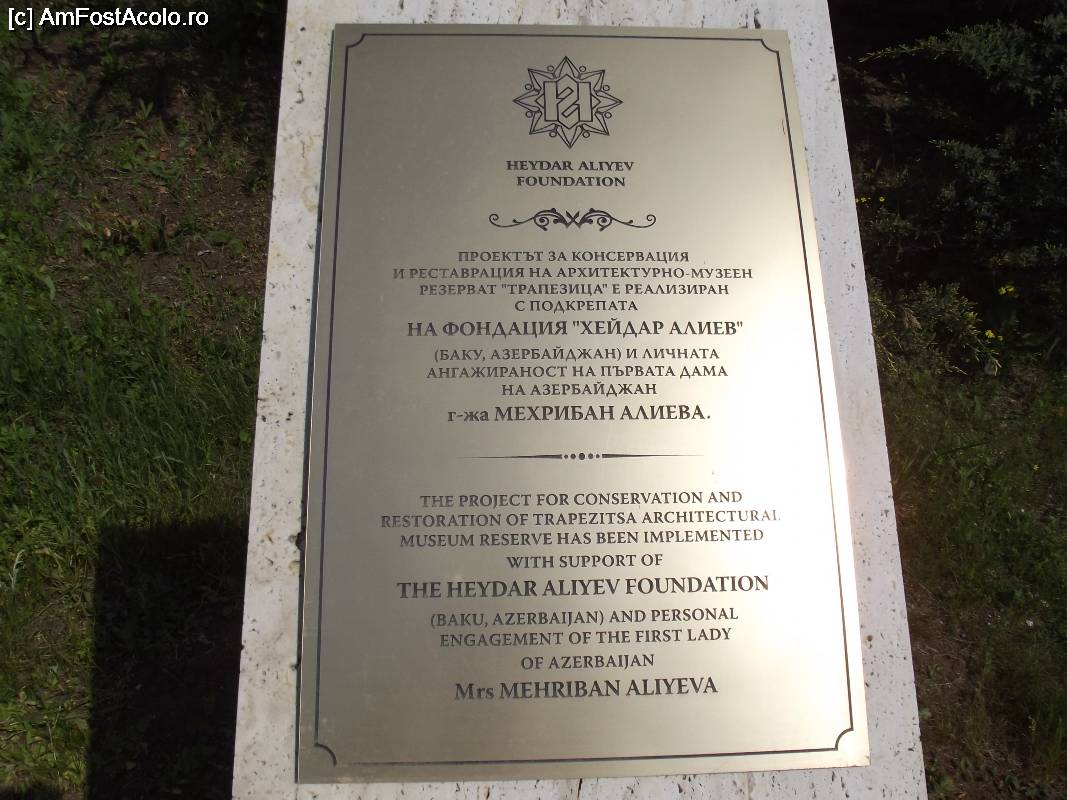 [c] AmFostAcolo.ro
HEYDAR ALIYEV
FOUNDATION
ПРОЕКТЪТ ЗА КОНСЕРВАЦИЯ
И РЕСТАВРАЦИЯ НА АРХИТЕКТУРНО-МУЗЕЕН
РЕЗЕРВАТ "ТРАПЕЗИЦА" Е РЕАЛИЗИРАН
С ПОДКРЕПАТА
НА ФОНДАЦИЯ "ХЕЙДАР АЛИЕВ"
(БАКУ, АЗЕРБАЙДЖАН) И ЛИЧНАТА
АНГАЖИРАНОСТ НА ПЪРВАТА ДАМА
НА АЗЕРБАЙДЖАН
г-жа МЕХРИБАН АЛИЕВА.
THE PROJECT FOR CONSERVATION AND
RESTORATION OF TRAPEZITSA ARCHITECTURAL
MUSEUM RESERVE HAS BEEN IMPLEMENTED
WITH SUPPORT OF
THE HEYDAR ALIYEV FOUNDATION
(BAKU, AZERBAIJAN) AND PERSONAL
ENGAGEMENT OF THE FIRST LADY
OF AZERBAIJAN
Mrs MEHRIBAN ALIYEVA